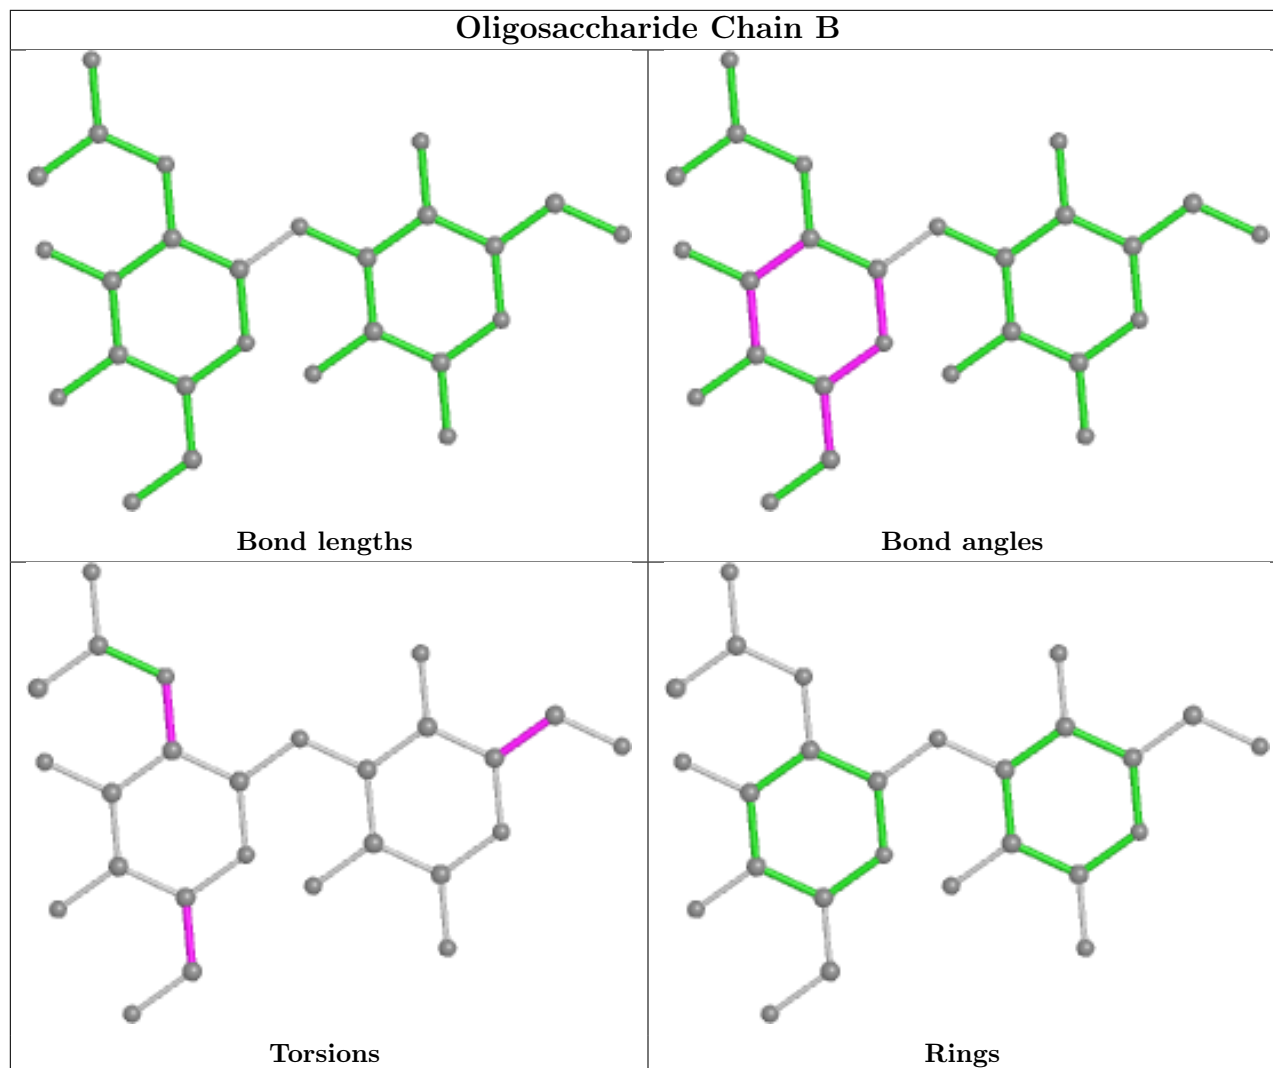 Oligosaccharide Chain B
Bond lengths
Bond angles
Torsions
Rings